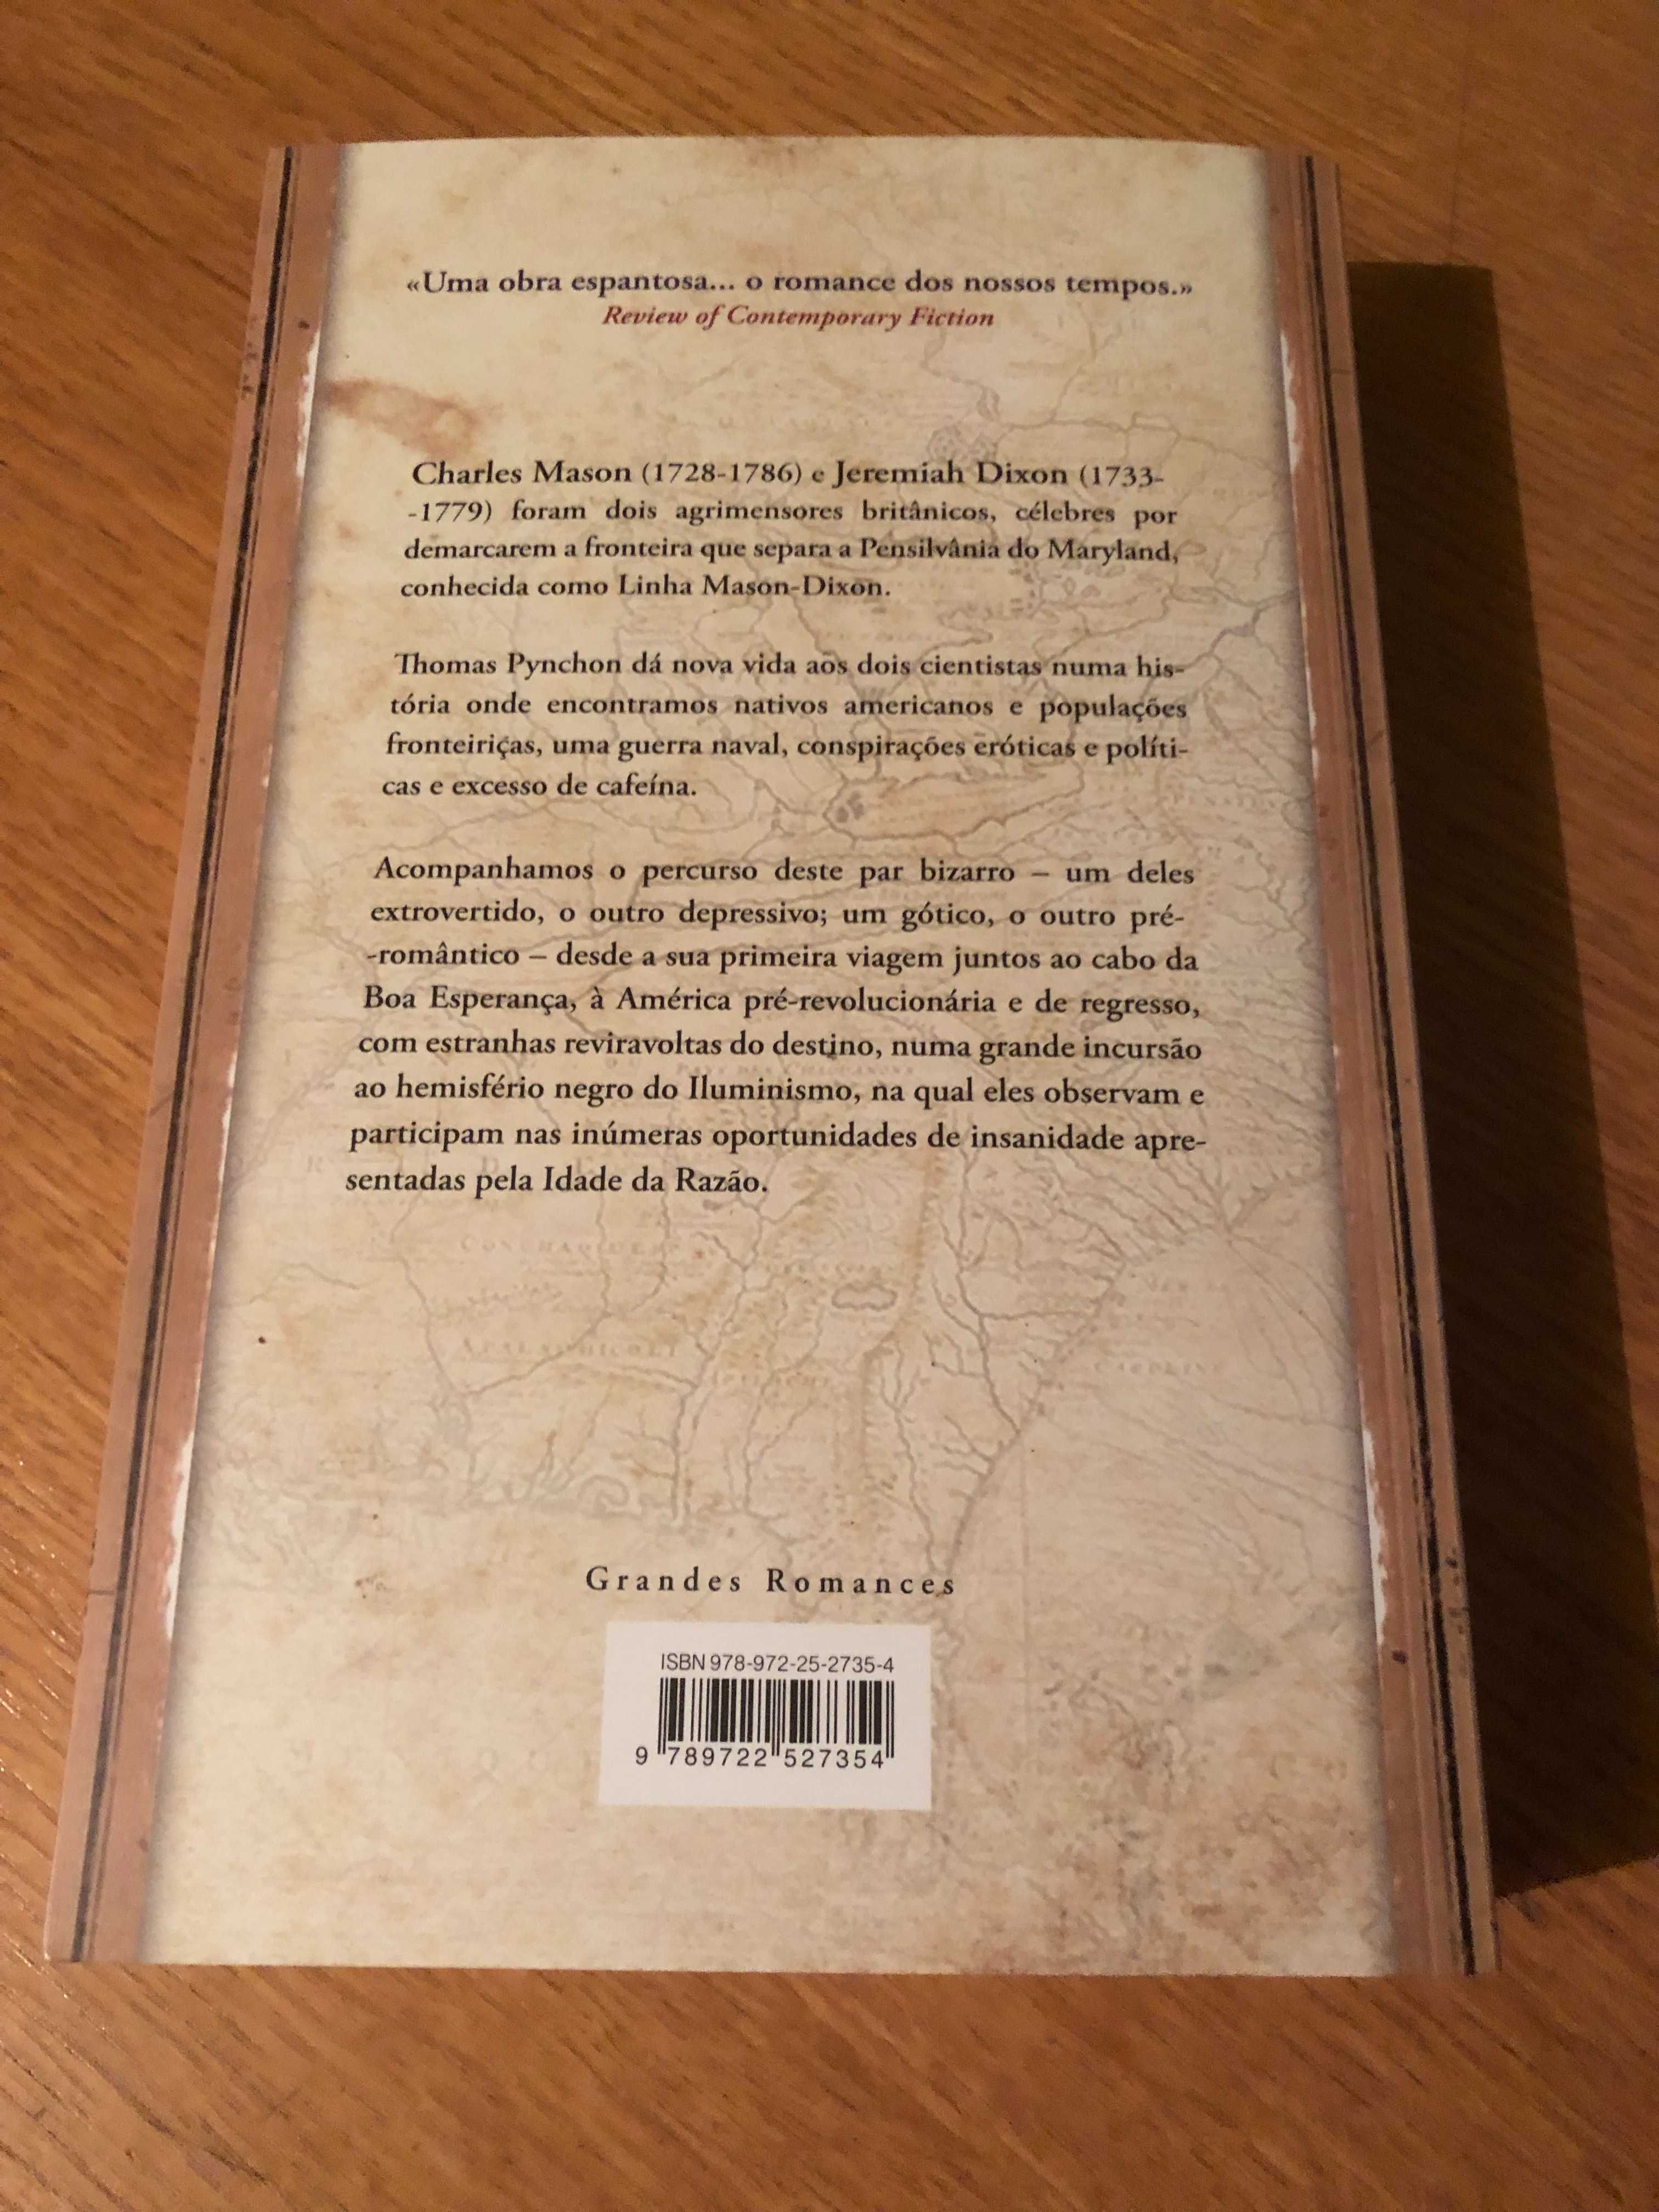 «Uma obra espantosa... o romance dos nossos tempos.»
Review of Contemporary Fiction
Charles Mason (1728-1786) e Jeremiah Dixon (1733-
-1779) foram dois agrimensores britânicos, célebres por
demarcarem a fronteira que separa a Pensilvânia do Maryland,
conhecida como Linha Mason-Dixon.
Thomas Pynchon dá nova vida aos dois cientistas numa his-
tória onde encontramos nativos americanos e populações
fronteiriças, uma guerra naval, conspirações eróticas e políti-
cas e excesso de cafeína.
Acompanhamos o percurso deste par bizarro – um deles
extrovertido, o outro depressivo; um gótico, o outro pré-
-romântico – desde a sua primeira viagem juntos ao cabo da
Boa Esperança, à América pré-revolucionária e de regresso,
com estranhas reviravoltas do destino, numa grande incursão
ao hemisfério negro do Iluminismo, na qual eles observam e
participam nas inúmeras oportunidades de insanidade apre-
sentadas pela Idade da Razão.
Grandes Romances
ISBN 978-972-25-2735-4
9 789722 527354